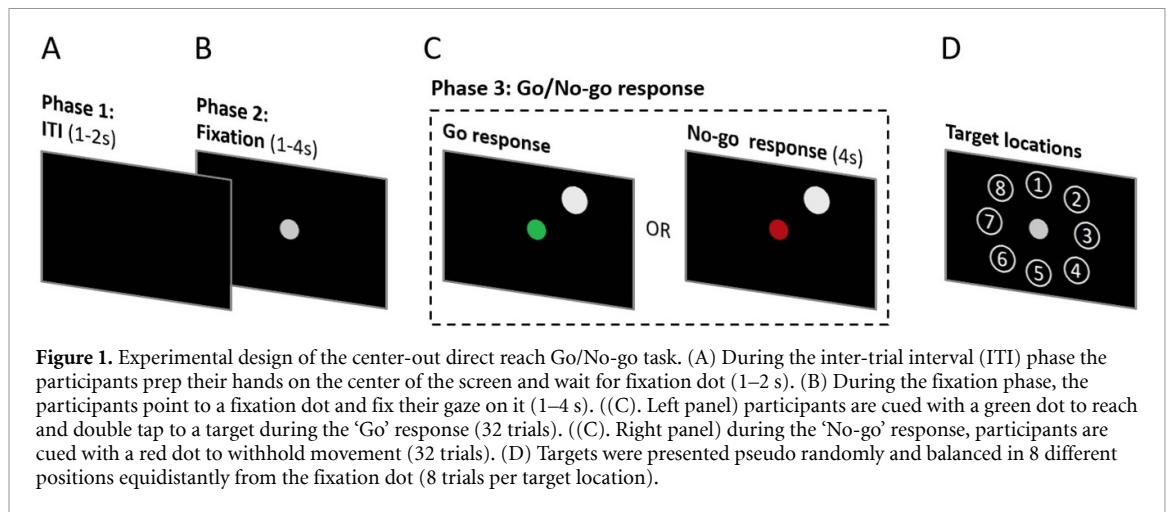 A
B
C
D
Phase 1:
ITI (1-2s)
Phase 2:
Fixation (1-4s)
Phase 3: Go/No-go response
Go response
OR
No-go response (4s)
Target locations
1
2
3
4
5
6
7
8
Figure 1. Experimental design of the center-out direct reach Go/No-go task. (A) During the inter-trial interval (ITI) phase the
participants prep their hands on the center of the screen and wait for fixation dot (1–2 s). (B) During the fixation phase, the
participants point to a fixation dot and fix their gaze on it (1–4 s). ((C). Left panel) participants are cued with a green dot to reach
and double tap to a target during the ‘Go’ response (32 trials). ((C). Right panel) during the ‘No-go’ response, participants are
cued with a red dot to withhold movement (32 trials). (D) Targets were presented pseudo randomly and balanced in 8 different
positions equidistantly from the fixation dot (8 trials per target location).